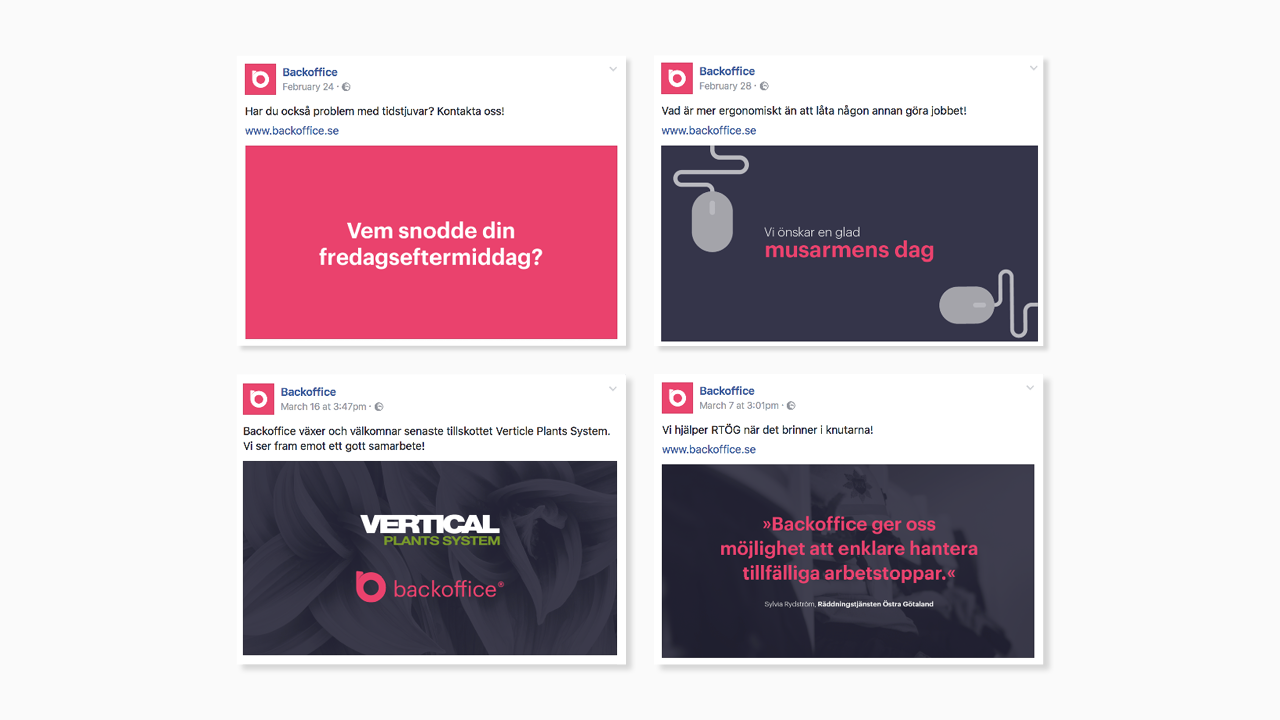 Backoffice
February 24 ·
Har du också problem med tidstjuvar? Kontakta oss!
www.backoffice.se
Vem snodde din
fredagseftermiddag?
Backoffice
February 28 ·
Vad är mer ergonomiskt än att låta någon annan göra jobbet!
www.backoffice.se
Vi önskar en glad
musarmens dag
Backoffice
March 16 at 3:47pm ·
Backoffice växer och välkomnar senaste tillskottet Verticle Plants System.
Vi ser fram emot ett gott samarbete!
VERTICAL
PLANTS SYSTEM
backoffice®
Backoffice
March 7 at 3:01pm ·
Vi hjälper RTÖG när det brinner i knutarna!
www.backoffice.se
»Backoffice ger oss
möjlighet att enklare hantera
tillfälliga arbetstoppar.«
Sylvia Rydström, Räddningstjänsten Östra Götaland